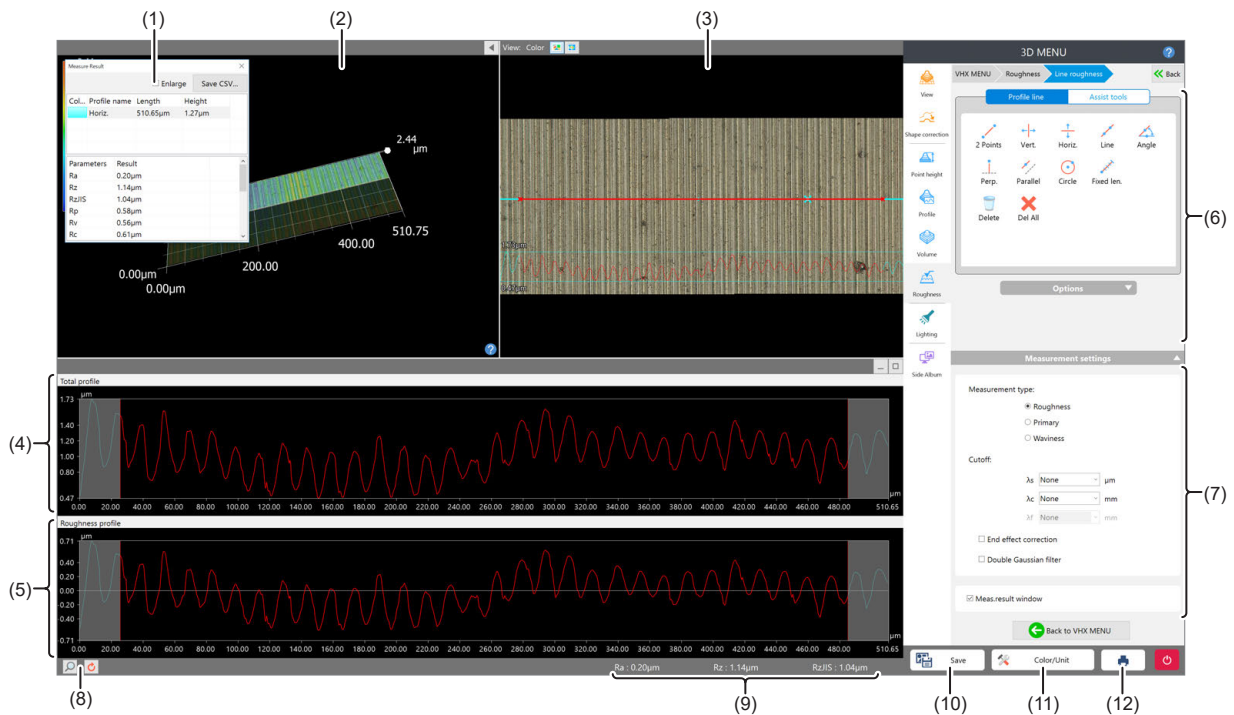 (1)
(2)
(3)
Measure Result
Enlarge
Save CSV...
Col... Profile name Length Height
Horiz. 510.65μm 1.27μm
Parameters Result
Ra 0.20μm
Rz 1.14μm
RzJIS 1.04μm
Rp 0.58μm
Rv 0.56μm
Rc 0.61μm
2.44
μm
510.75
400.00
200.00
0.00μm
0.00μm
View: Color
3D MENU
VHX MENU Roughness Line roughness Back
View
Shape correction
Point height
Profile
Volume
Roughness
Lighting
Side Album
Profile line Assist tools
2 Points Vert. Horiz. Line Angle
Perp. Parallel Circle Fixed len.
Delete Del All
Options
(6)
Measurement settings
Measurement type:
Roughness
Primary
Waviness
Cutoff:
λs None μm
λc None mm
λf None mm
End effect correction
Double Gaussian filter
Meas.result window
(7)
Back to VHX MENU
Save
Color/Unit
(4)
Total profile
μm
1.73
1.40
1.20
1.00
0.80
0.47
μm
0.00 20.00 40.00 60.00 80.00 100.00 120.00 140.00 160.00 180.00 200.00 220.00 240.00 260.00 280.00 300.00 320.00 340.00 360.00 380.00 400.00 420.00 440.00 460.00 480.00 510.65
(5)
Roughness profile
μm
0.71
0.40
0.20
0.00
-0.20
-0.40
-0.71
μm
0.00 20.00 40.00 60.00 80.00 100.00 120.00 140.00 160.00 180.00 200.00 220.00 240.00 260.00 280.00 300.00 320.00 340.00 360.00 380.00 400.00 420.00 440.00 460.00 480.00 510.65
Ra : 0.20μm Rz : 1.14μm RzJIS : 1.04μm
(8)
(9)
(10)
(11)
(12)